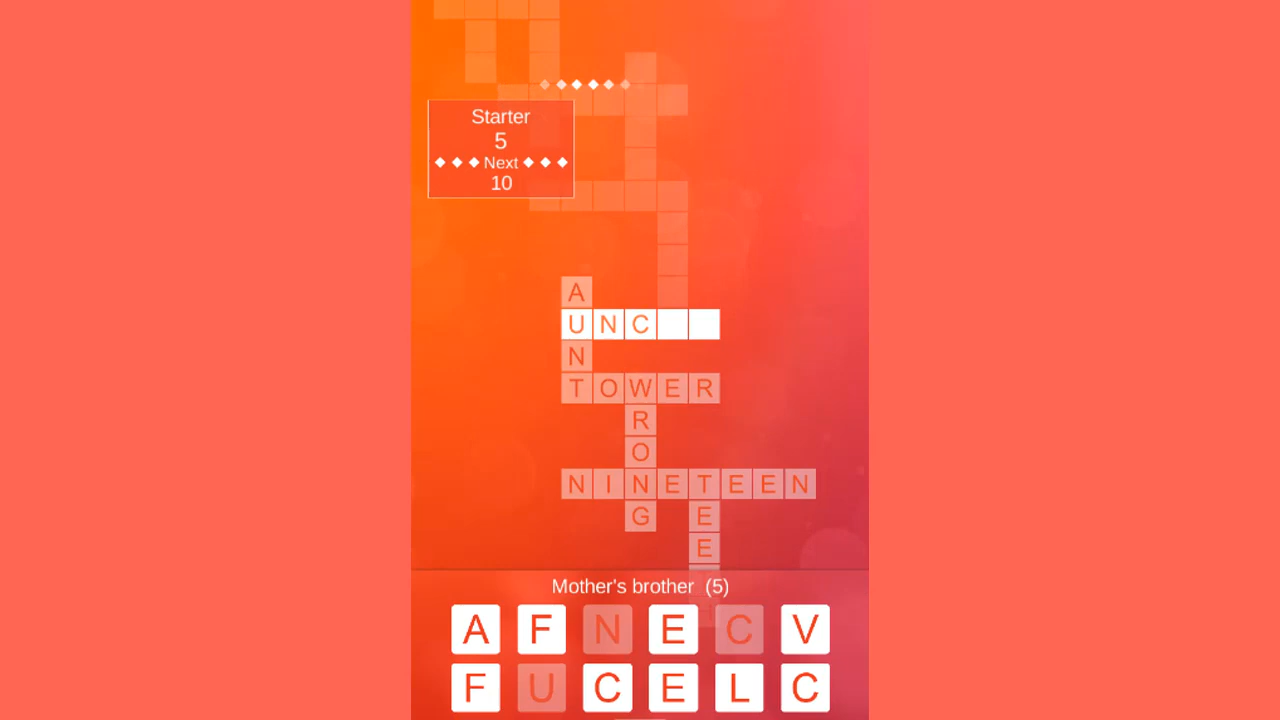 Starter
5
Next
10
A
UNC
N
TOWER
R
O
NINETEEN
G E
E
Mother's brother (5)
A F N E C V
F U C E L C